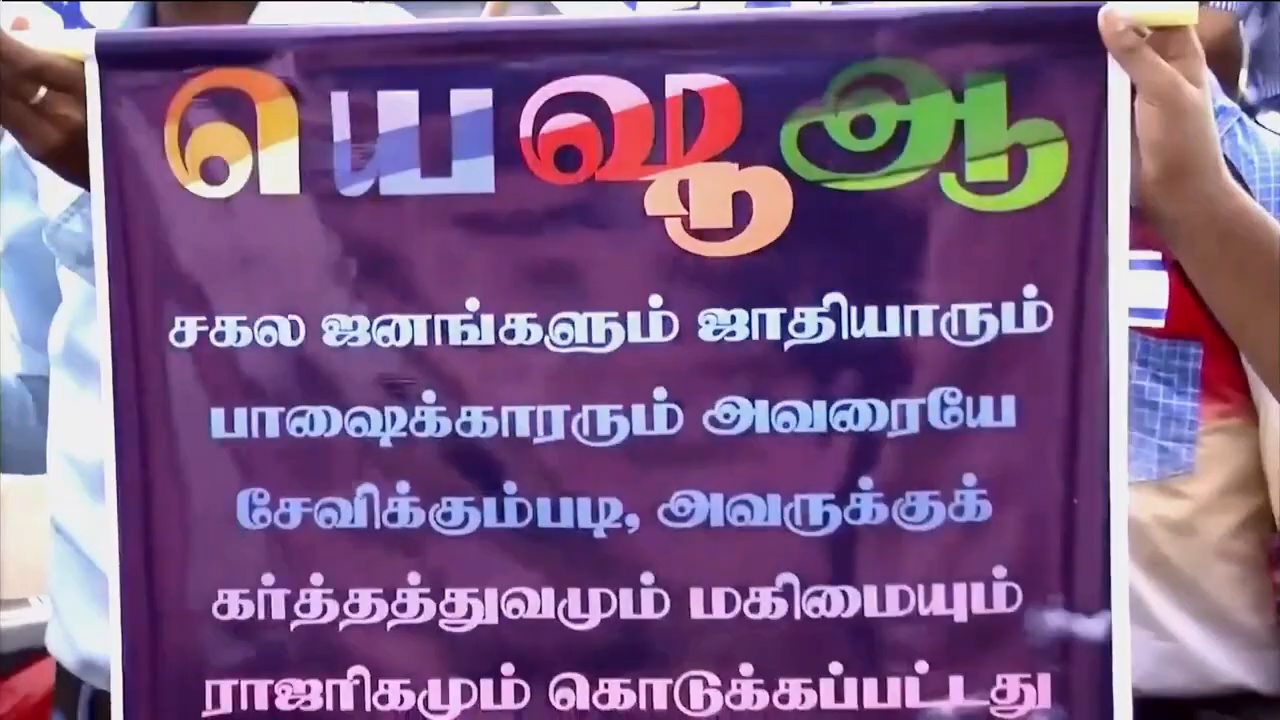 யெஷூஆ
சகல ஜனங்களும் ஜாதியாரும்
பாஷைக்காரரும் அவரையே
சேவிக்கும்படி, அவருக்குக்
கர்த்தத்துவமும் மகிமையும்
ராஜரிகமும் கொடுக்கப்பட்டது